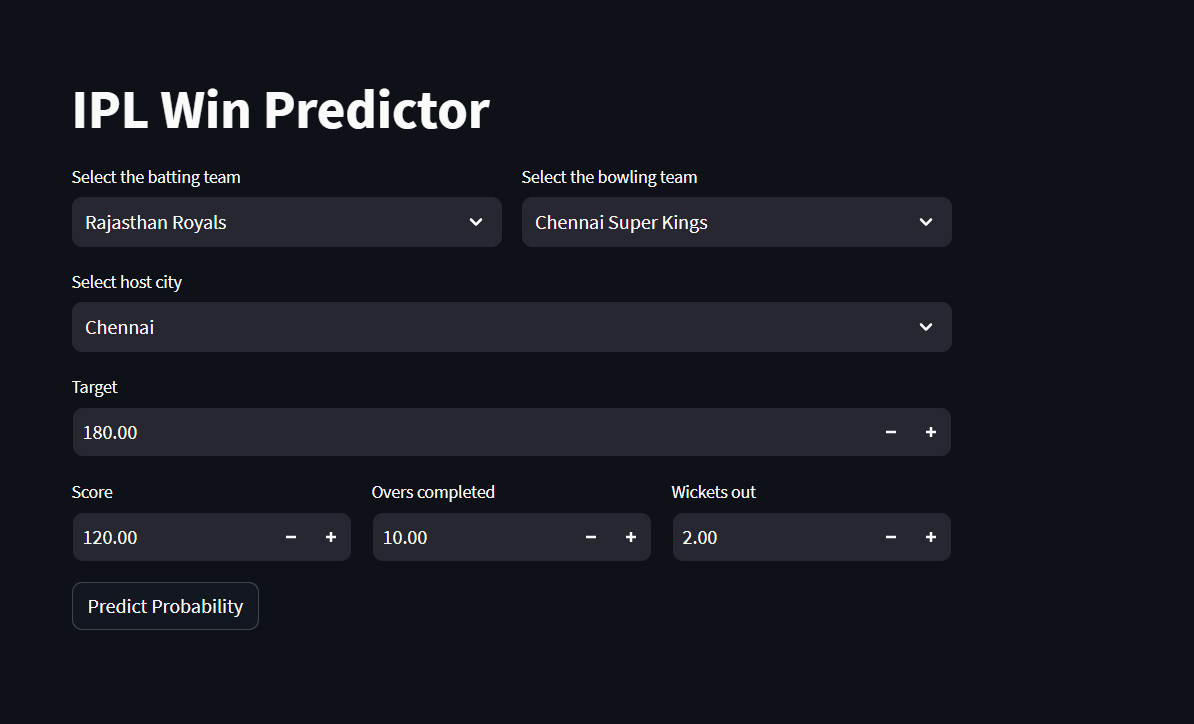 IPL Win Predictor
Select the batting team
Select the bowling team
Rajasthan Royals
Chennai Super Kings
Select host city
Chennai
Target
180.00
Score
Overs completed
Wickets out
120.00
10.00
2.00
Predict Probability